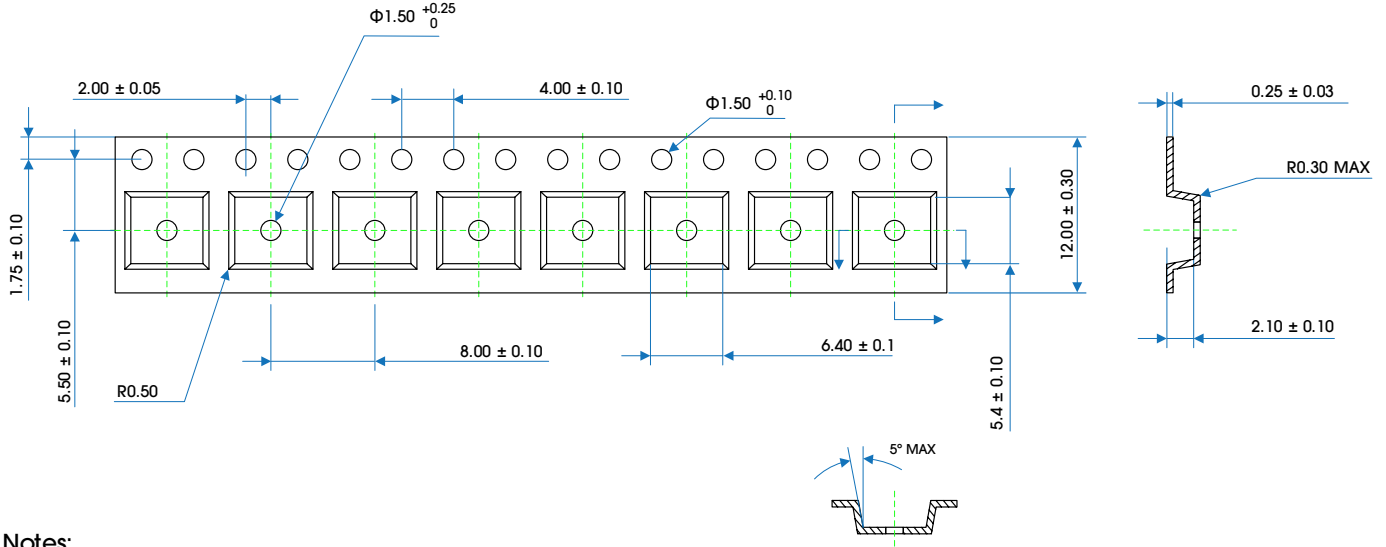 Φ1.50 +0.25 0
2.00 ± 0.05
4.00 ± 0.10
Φ1.50 +0.10 0
0.25 ± 0.03
R0.30 MAX
1.75 ± 0.10
5.50 ± 0.10
12.00 ± 0.30
2.10 ± 0.10
8.00 ± 0.10
6.40 ± 0.1
5.4 ± 0.10
R0.50
5° MAX
Notes: